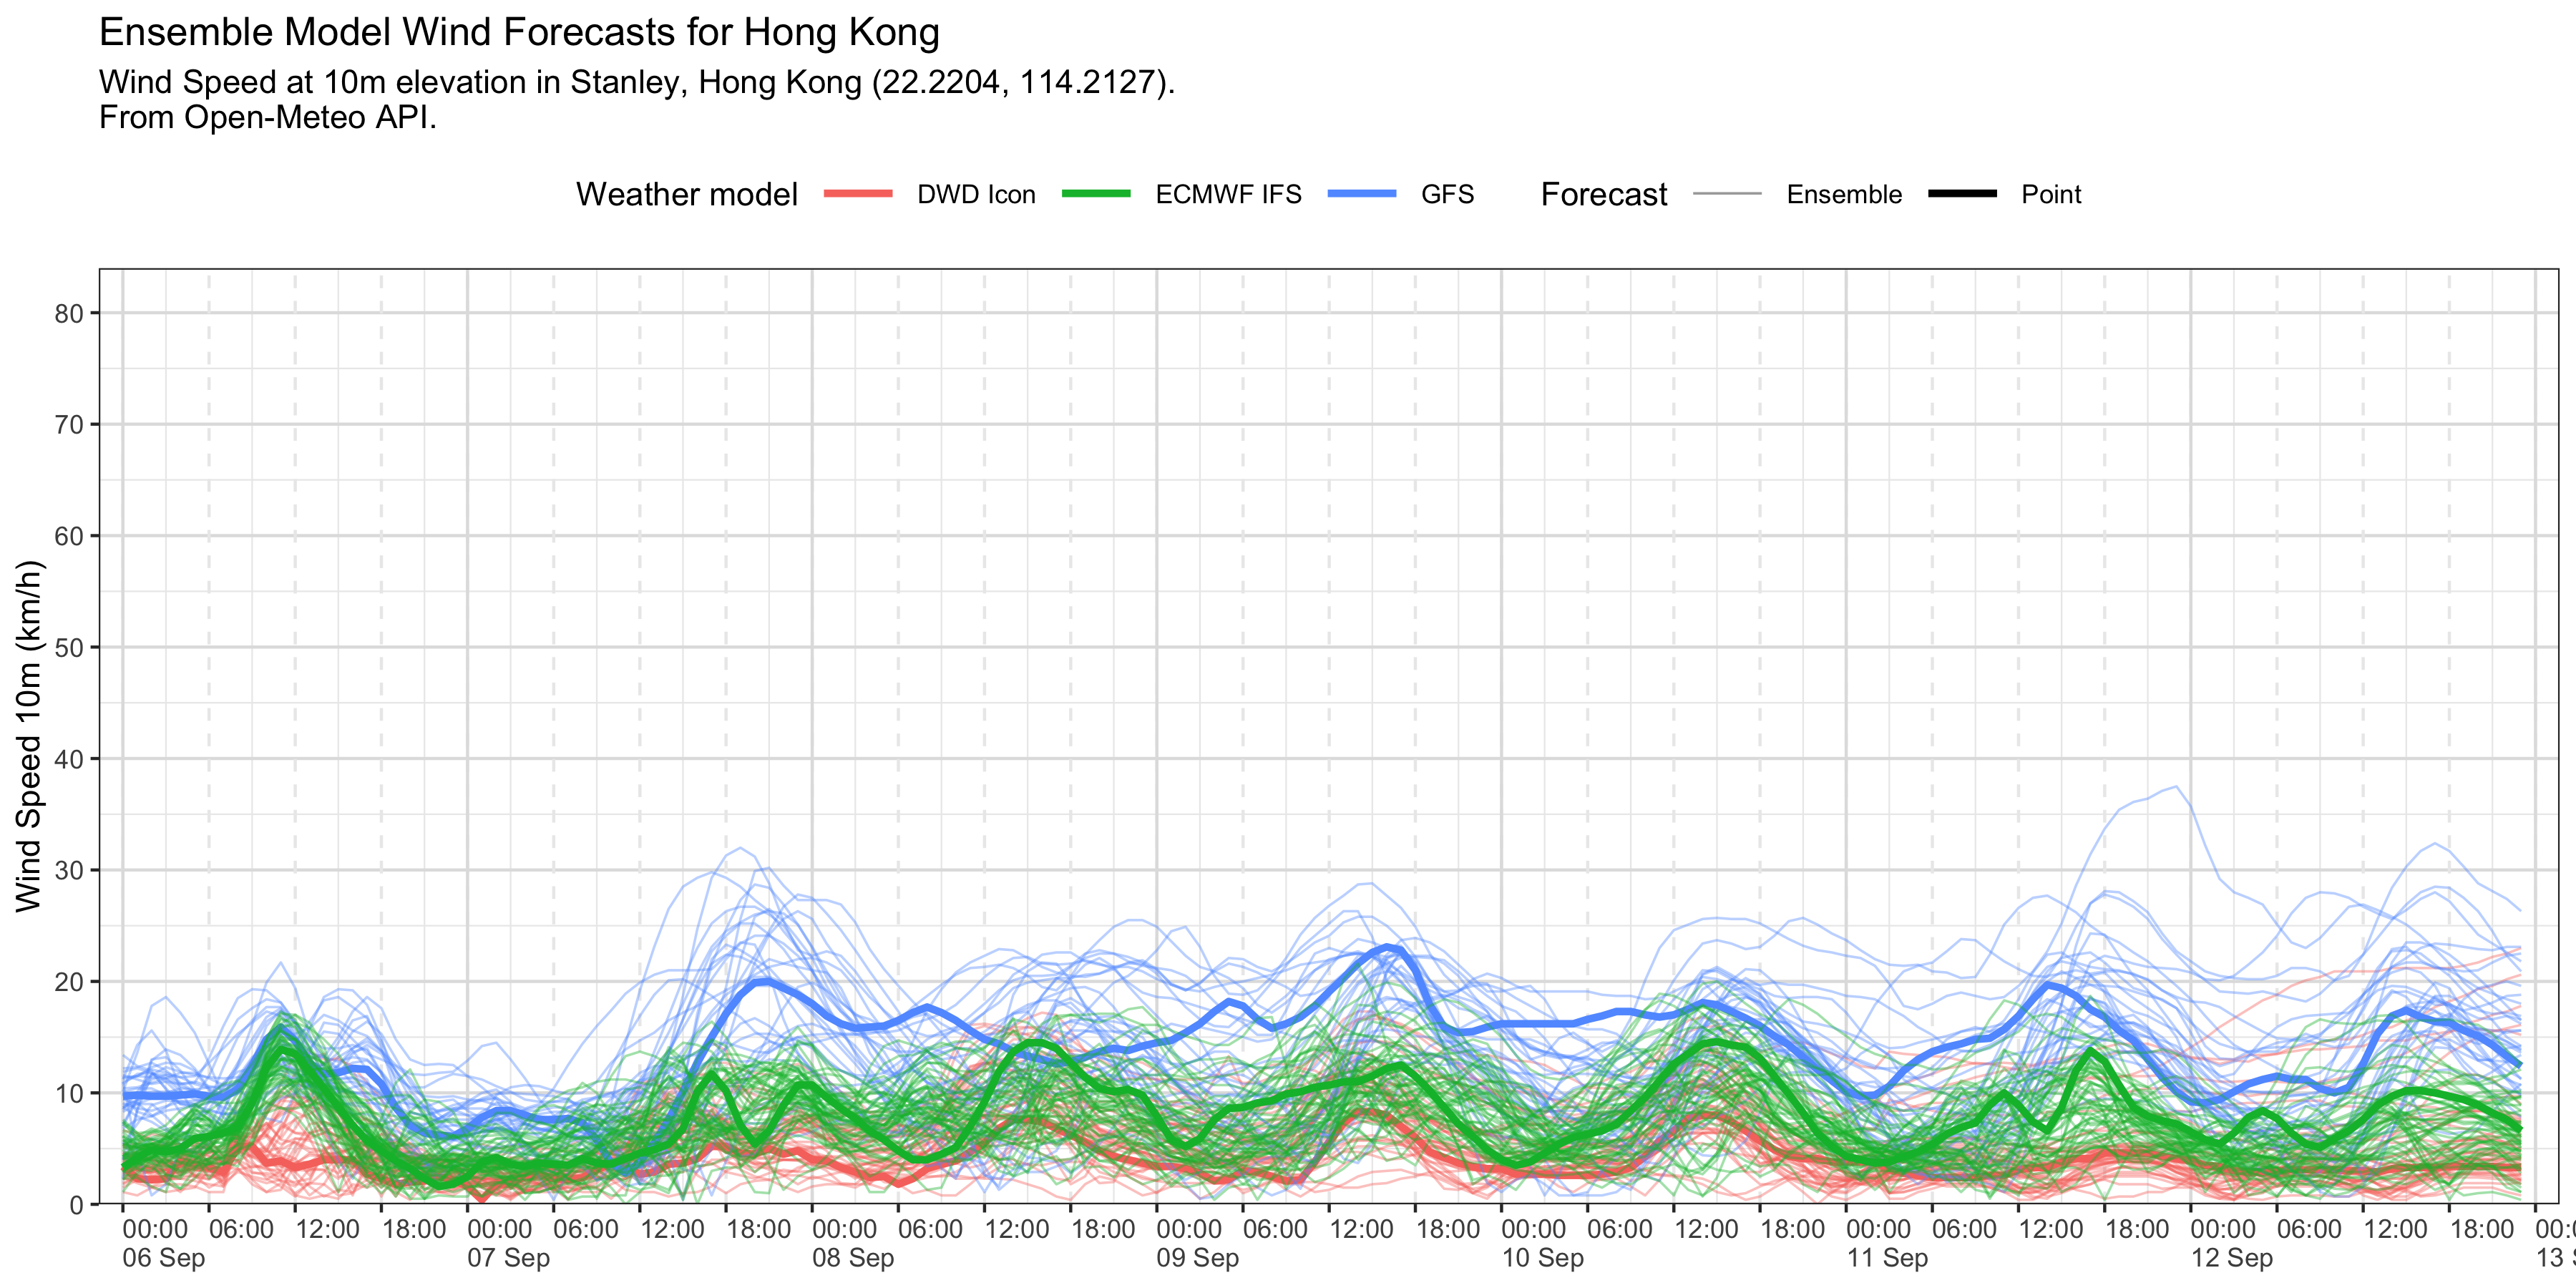 Ensemble Model Wind Forecasts for Hong Kong
Wind Speed at 10m elevation in Stanley, Hong Kong (22.2204, 114.2127).
From Open-Meteo API.
Weather model DWD Icon ECMWF IFS GFS Forecast Ensemble Point
Wind Speed 10m (km/h)
80
70
60
50
40
30
20
10
0
00:00 06:00 12:00 18:00 00:00 06:00 12:00 18:00 00:00 06:00 12:00 18:00 00:00 06:00 12:00 18:00 00:00 06:00 12:00 18:00 00:00 06:00 12:00 18:00 00:00 06:00 12:00 18:00
06 Sep 07 Sep 08 Sep 09 Sep 10 Sep 11 Sep 12 Sep 13